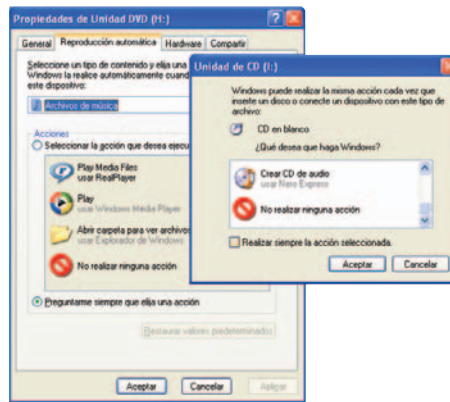 Propiedades de Unidad DVD (H:)
General
Reproducción automática
Hardware
Compartir
Seleccione un tipo de contenido y elija una
Windows la realice automáticamente cuand
este dispositivo:
Archivos de música
Acciones
Seleccionar la acción que desea ejecu
Play Media Files
usar RealPlayer
Play
usar Windows Media Player
Abrir carpeta para ver archivos
usar Explorador de Windows
No realizar ninguna acción
Preguntarme siempre que elija una acción
Restaurar valores predeterminados
Aceptar
Cancelar
Aplicar
Unidad de CD (I:)
Windows puede realizar la misma acción cada vez que
inserte un disco o conecte un dispositivo con este tipo de
archivo:
CD en blanco
¿Qué desea que haga Windows?
Crear CD de audio
usar Nero Express
No realizar ninguna acción
Realizar siempre la acción seleccionada.
Aceptar
Cancelar